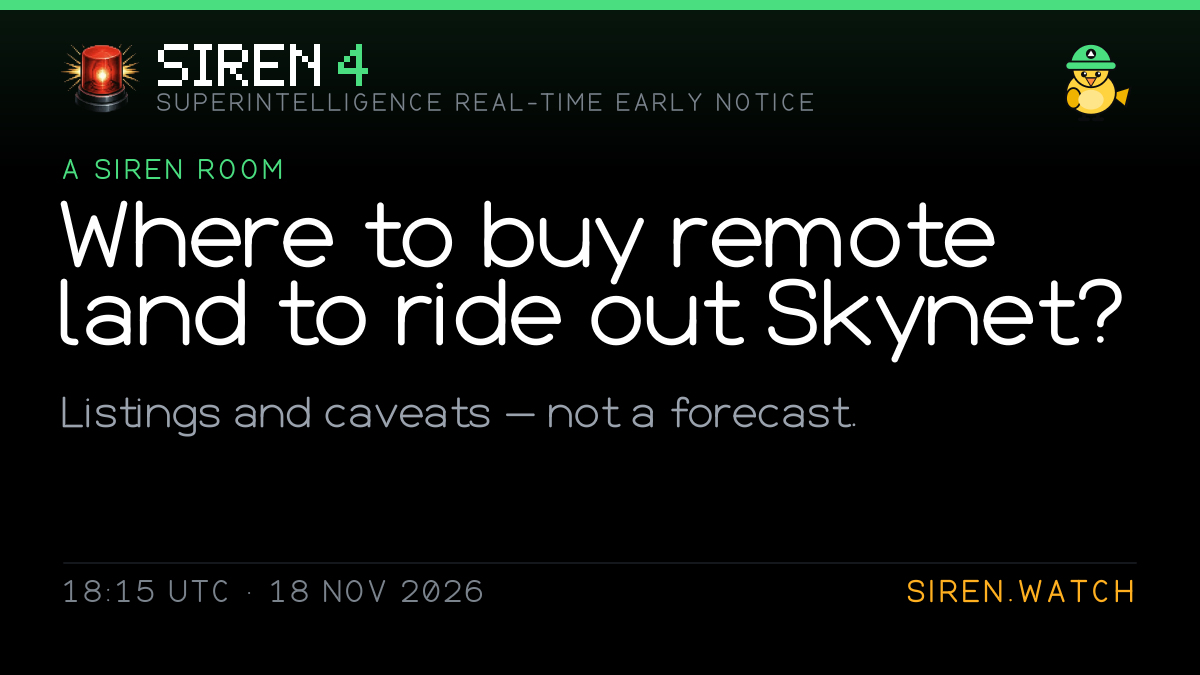 SIREN 4
SUPERINTELLIGENCE REAL-TIME EARLY NOTICE
A SIREN ROOM
Where to buy remote
land to ride out Skynet?
Listings and caveats — not a forecast.
18:15 UTC · 18 NOV 2026
SIREN.WATCH